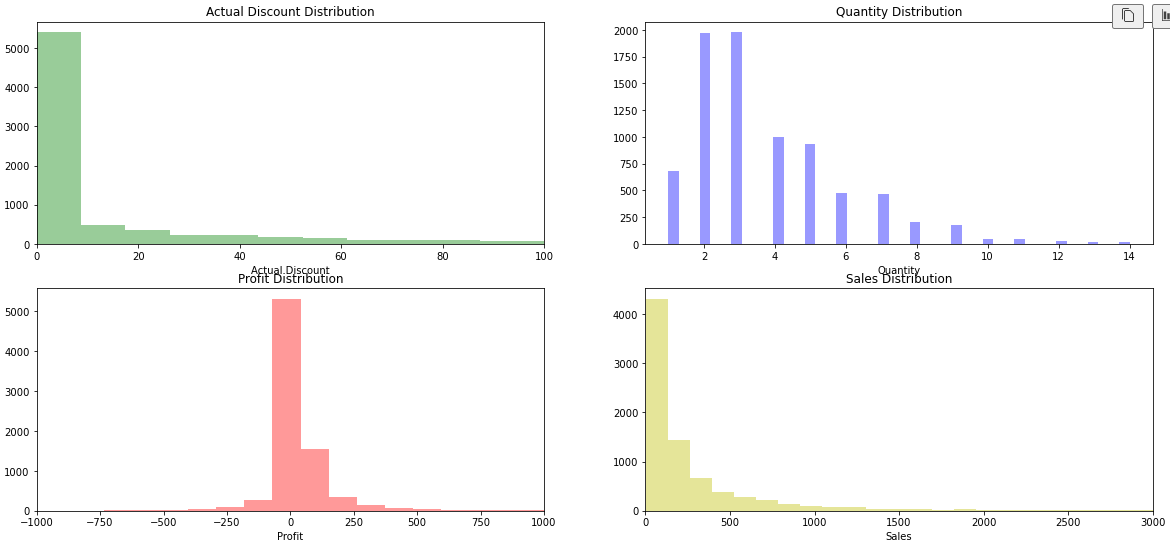 Actual Discount Distribution
5000
4000
3000
2000
1000
0
0 20 40 60 80 100
Actual Discount
Quantity Distribution
2000
1750
1500
1250
1000
750
500
250
0
2 4 6 8 10 12 14
Quantity
Profit Distribution
5000
4000
3000
2000
1000
0
−1000 −750 −500 −250 0 250 500 750 1000
Profit
Sales Distribution
4000
3000
2000
1000
0
0 500 1000 1500 2000 2500 3000
Sales